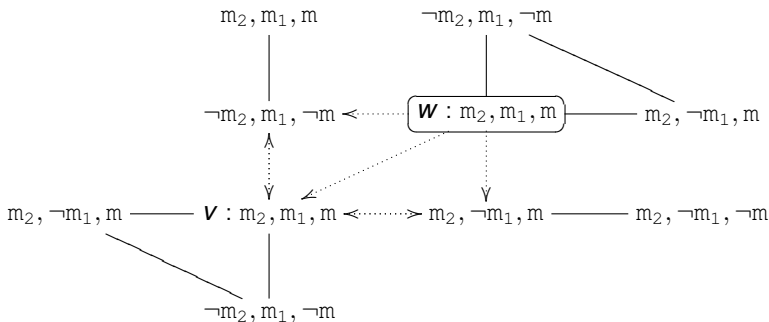 m₂, m₁, m ¬m₂, m₁, ¬m
¬m₂, m₁, ¬m w : m₂, m₁, m m₂, ¬m₁, m
m₂, ¬m₁, m v : m₂, m₁, m m₂, ¬m₁, m m₂, ¬m₁, ¬m
¬m₂, m₁, ¬m